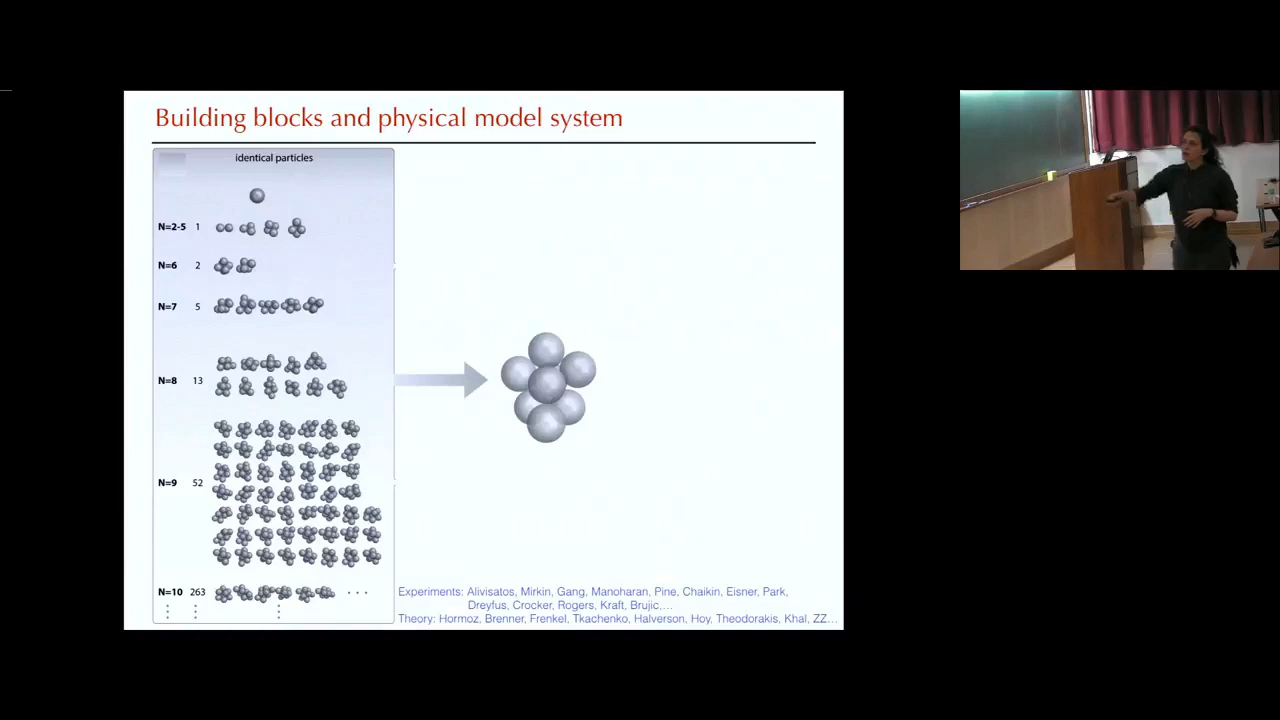 Building blocks and physical model system
identical particles
N=2-5 1
N=6 2
N=7 5
N=8 13
N=9 52
N=10 263
Experiments: Alivisatos, Mirkin, Gang, Manoharan, Pine, Chaikin, Eisner, Park,
Dreyfus, Crocker, Rogers, Kraft, Brujic,...
Theory: Hormoz, Brenner, Frenkel, Tkachenko, Halverson, Hoy, Theodorakis, Khal, ZZ...